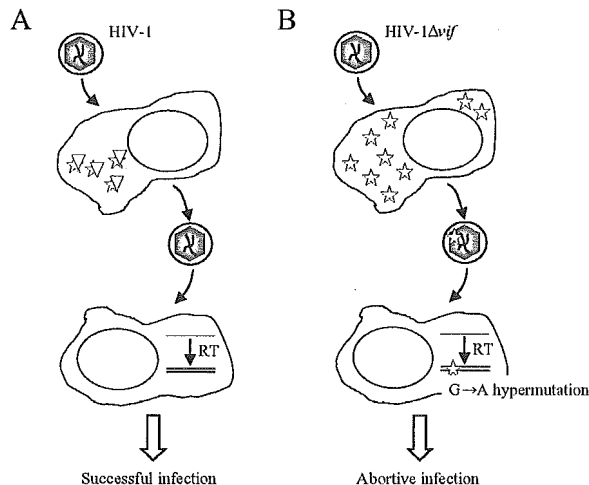 A
HIV-1
RT
Successful infection
B
HIV-1Δvif
RT
G→A hypermutation
Abortive infection